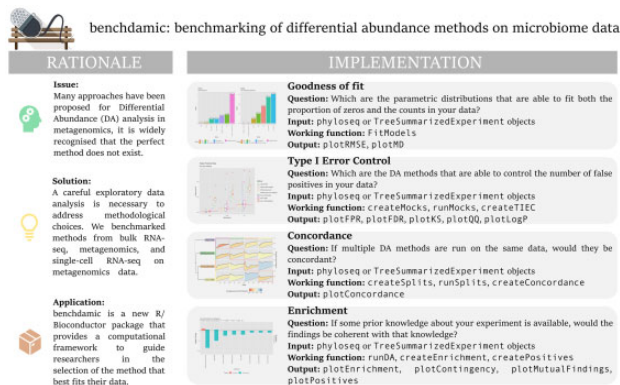 benchdamic: benchmarking of differential abundance methods on microbiome data
RATIONALE
Issue:
Many approaches have been
proposed for Differential
Abundance (DA) analysis in
metagenomics, it is widely
recognised that the perfect
method does not exist.
Solution:
A careful exploratory data
analysis is necessary to
address methodological
choices. We benchmarked
methods from bulk RNA-
seq, metagenomics, and
single-cell RNA-seq on
metagenomics data.
Application:
benchdamic is a new R/
Bioconductor package that
provides a computational
framework to guide
researchers in the
selection of the method that
best fits their data.
IMPLEMENTATION
Goodness of fit
Question: Which are the parametric distributions that are able to fit both the
proportion of zeros and the counts in your data?
Input: phyloseq or TreeSummarizedExperiment objects
Working function: FitModels
Output: plotRMSE, plotMD
Type I Error Control
Question: Which are the DA methods that are able to control the number of false
positives in your data?
Input: phyloseq or TreeSummarizedExperiment objects
Working functions: createMocks, runMocks, createTIEC
Output: plotFPR, plotFDR, plotKS, plotQQ, plotLogP
Concordance
Question: If multiple DA methods are run on the same data, would they be
concordant?
Input: phyloseq or TreeSummarizedExperiment objects
Working function: createSplits, runSplits, createConcordance
Output: plotConcordance
Enrichment
Question: If some prior knowledge about your experiment is available, would the
findings be coherent with that knowledge?
Input: phyloseq or TreeSummarizedExperiment objects
Working function: runDA, createEnrichment, createPositives
Output: plotEnrichment, plotContingency, plotMutualFindings,
plotPositives